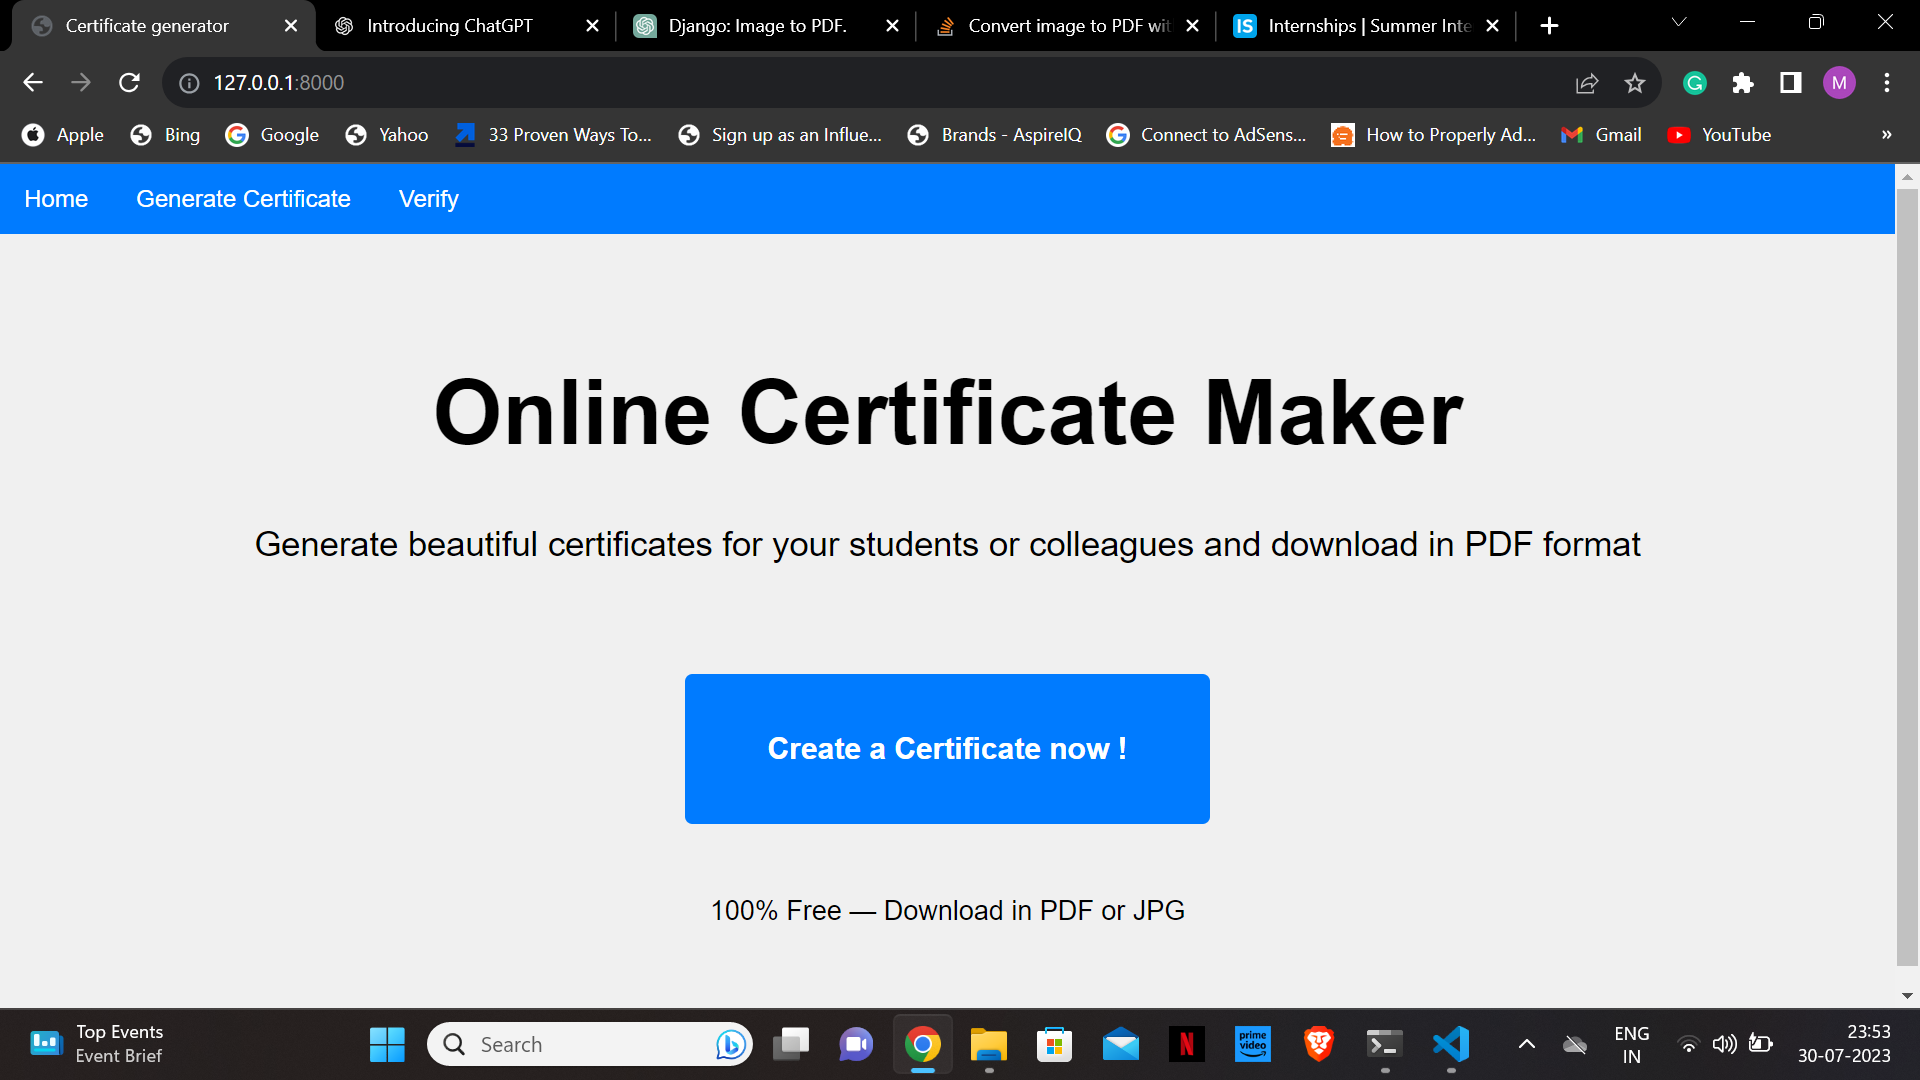 Certificate generator
Introducing ChatGPT
Django: Image to PDF.
Convert image to PDF wit
IS
Internships | Summer Inte
127.0.0.1:8000
G
M
Apple
Bing
Google
Yahoo
33 Proven Ways To...
Sign up as an Influe...
Brands - AspireIQ
Connect to AdSens...
How to Properly Ad...
Gmail
YouTube
»
Home
Generate Certificate
Verify
Online Certificate Maker
Generate beautiful certificates for your students or colleagues and download in PDF format
Create a Certificate now !
100% Free — Download in PDF or JPG
Top Events
Event Brief
Search
N
prime
video
ENG
IN
23:53
30-07-2023